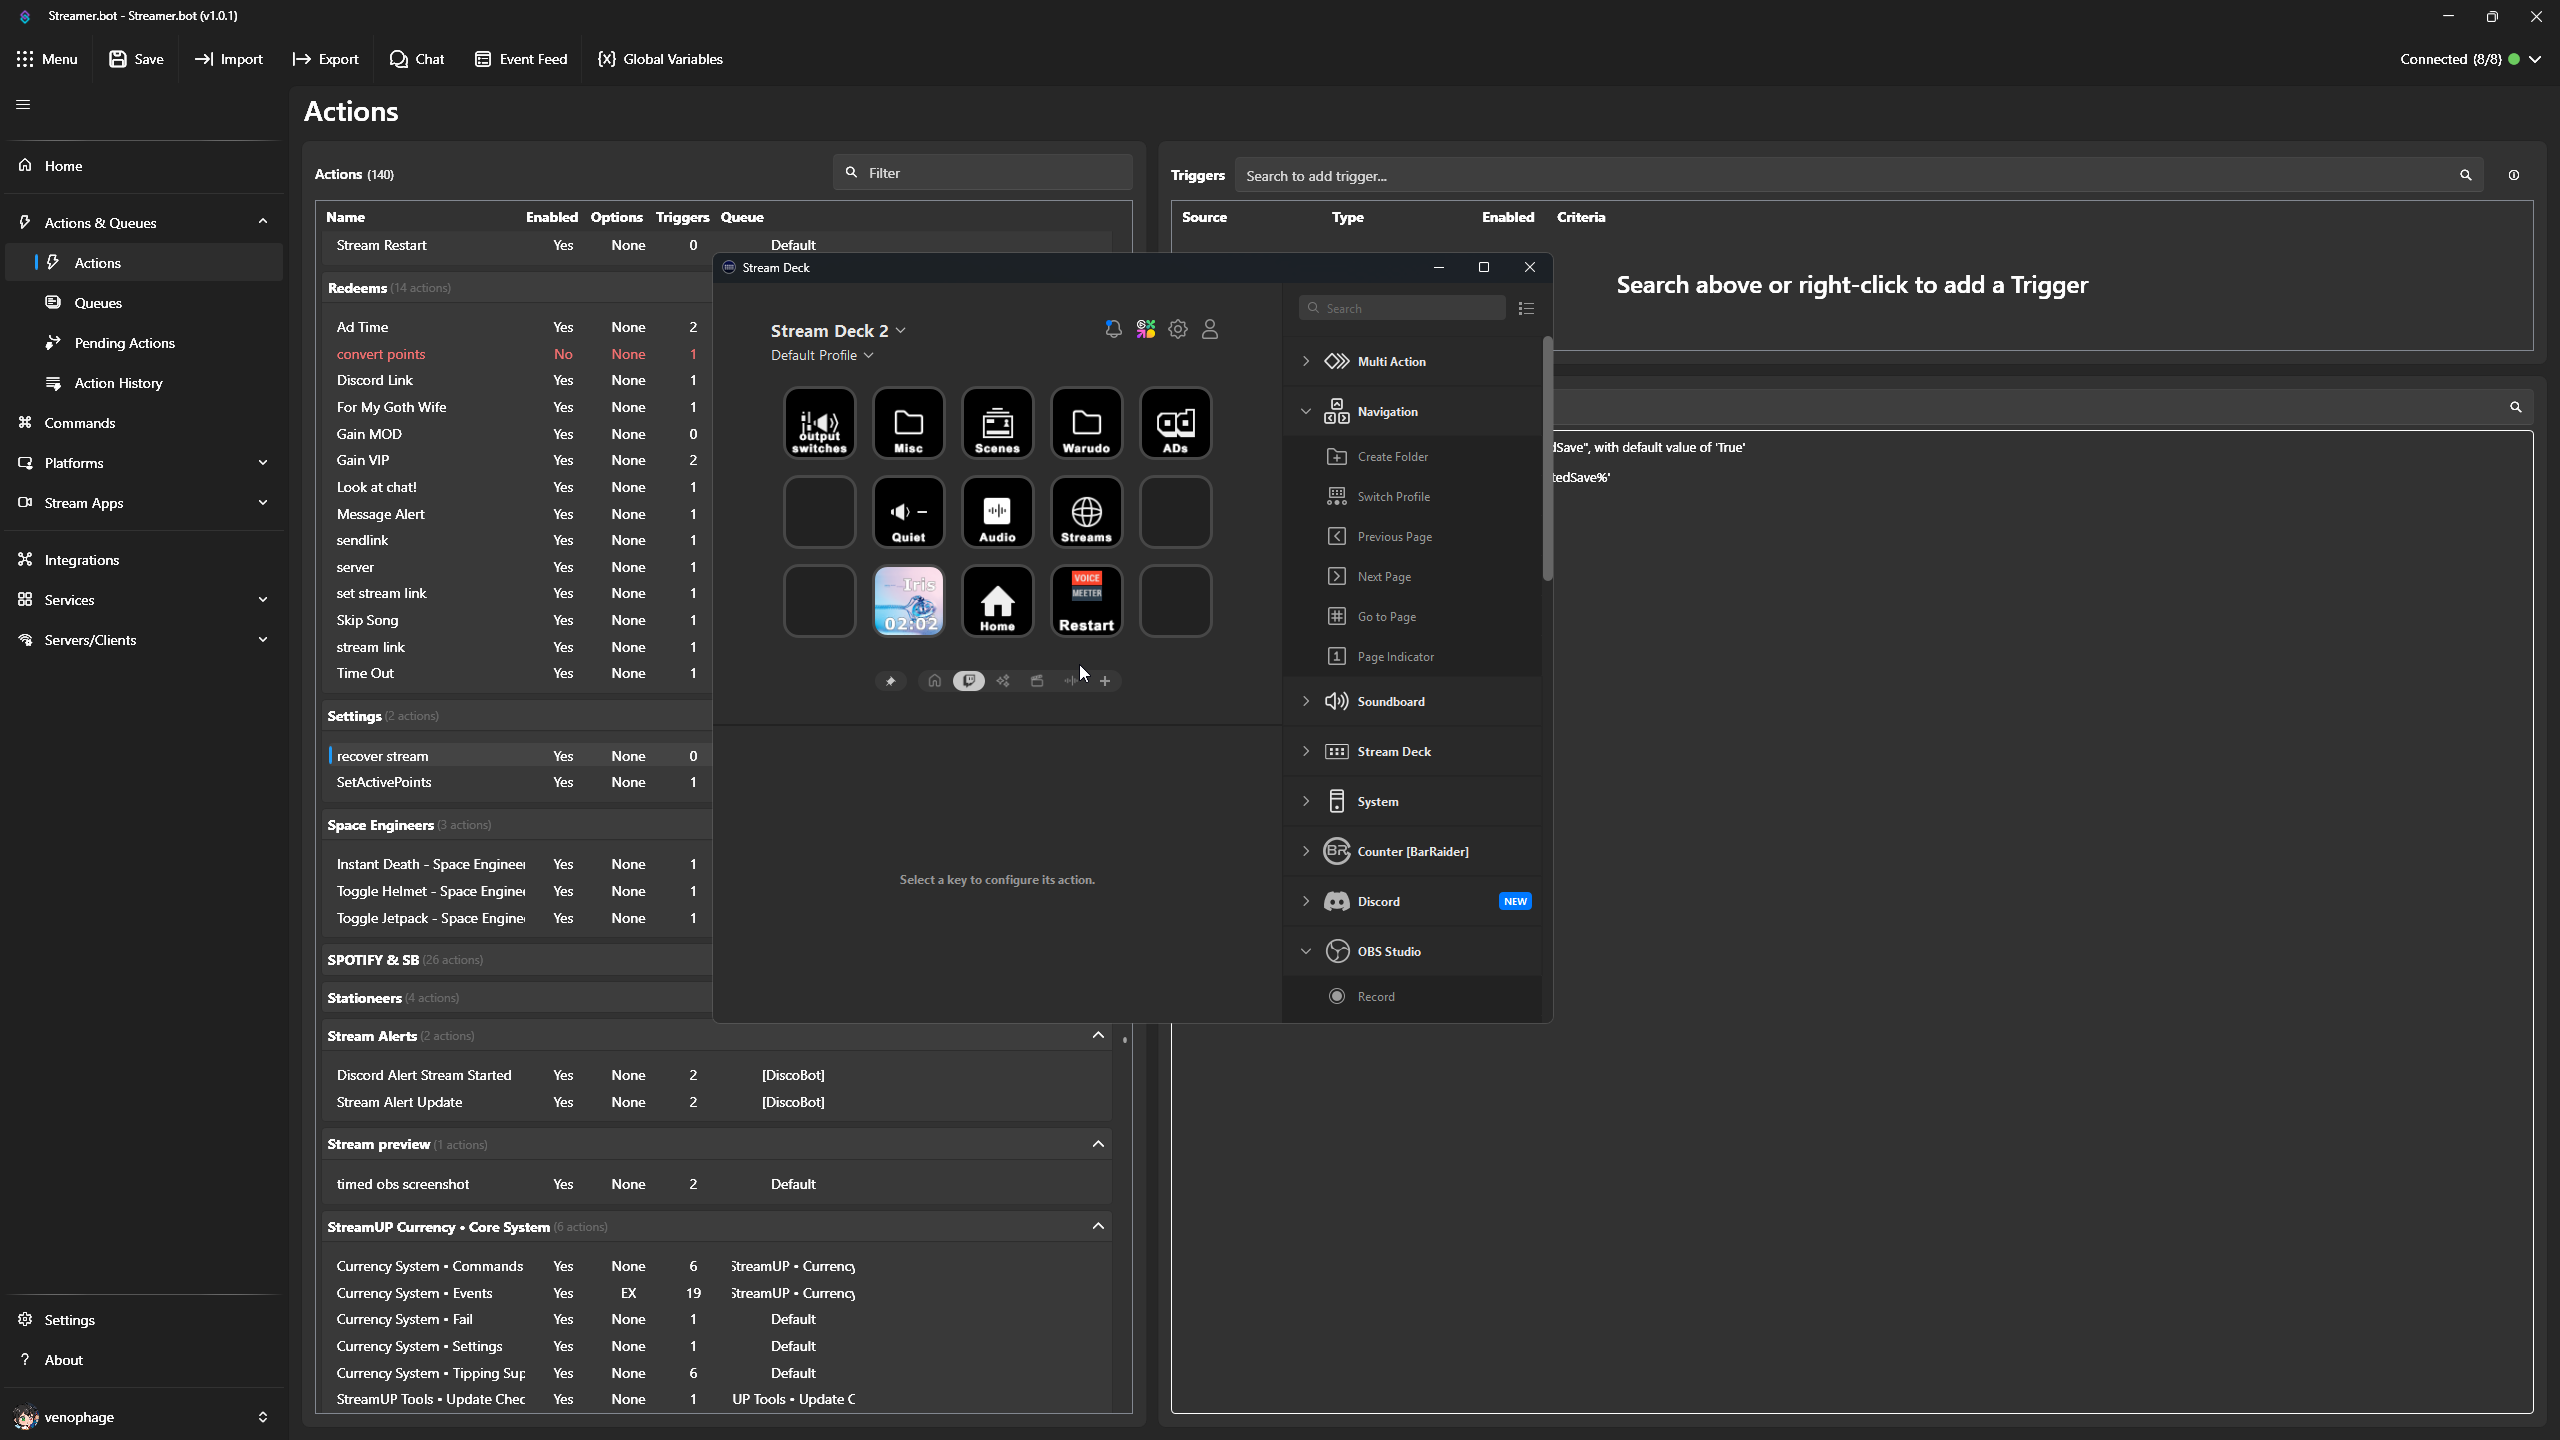 Streamer.bot - Streamer.bot (v1.0.1)
Menu
Save
Import
Export
Chat
Event Feed
Global Variables
Connected (8/8)
Home
Actions & Queues
Actions
Queues
Pending Actions
Action History
Commands
Platforms
Stream Apps
Integrations
Services
Servers/Clients
Settings
About
venophage
Actions
Actions (140)
Filter
Name Enabled Options Triggers Queue
Stream Restart Yes None 0 Default
Redeems (14 actions)
Ad Time Yes None 2
convert points No None 1
Discord Link Yes None 1
For My Goth Wife Yes None 1
Gain MOD Yes None 0
Gain VIP Yes None 2
Look at chat! Yes None 1
Message Alert Yes None 1
sendlink Yes None 1
server Yes None 1
set stream link Yes None 1
Skip Song Yes None 1
stream link Yes None 1
Time Out Yes None 1
Settings (2 actions)
recover stream Yes None 0
SetActivePoints Yes None 1
Space Engineers (3 actions)
Instant Death - Space Engineer Yes None 1
Toggle Helmet - Space Engine Yes None 1
Toggle Jetpack - Space Engine Yes None 1
SPOTIFY & SB (26 actions)
Stationeers (4 actions)
Stream Alerts (2 actions)
Discord Alert Stream Started Yes None 2 [DiscoBot]
Stream Alert Update Yes None 2 [DiscoBot]
Stream preview (1 actions)
timed obs screenshot Yes None 2 Default
StreamUP Currency • Core System (6 actions)
Currency System • Commands Yes None 6 StreamUP • Currency
Currency System • Events Yes EX 19 StreamUP • Currency
Currency System • Fail Yes None 1 Default
Currency System • Settings Yes None 1 Default
Currency System • Tipping Sup Yes None 6 Default
StreamUP Tools • Update Chec Yes None 1 UP Tools • Update C
Triggers
Search to add trigger...
Source Type Enabled Criteria
Search above or right-click to add a Trigger
dSave", with default value of 'True'
tedSave%'
Stream Deck
Stream Deck 2
Default Profile
output
switches
Misc
Scenes
Warudo
ad
ADs
Quiet
Audio
Streams
Iris
02:02
Home
VOICE
MEETER
Restart
Select a key to configure its action.
Search
Multi Action
Navigation
Create Folder
Switch Profile
Previous Page
Next Page
# Go to Page
1 Page Indicator
Soundboard
Stream Deck
System
BR Counter [BarRaider]
Discord NEW
OBS Studio
Record